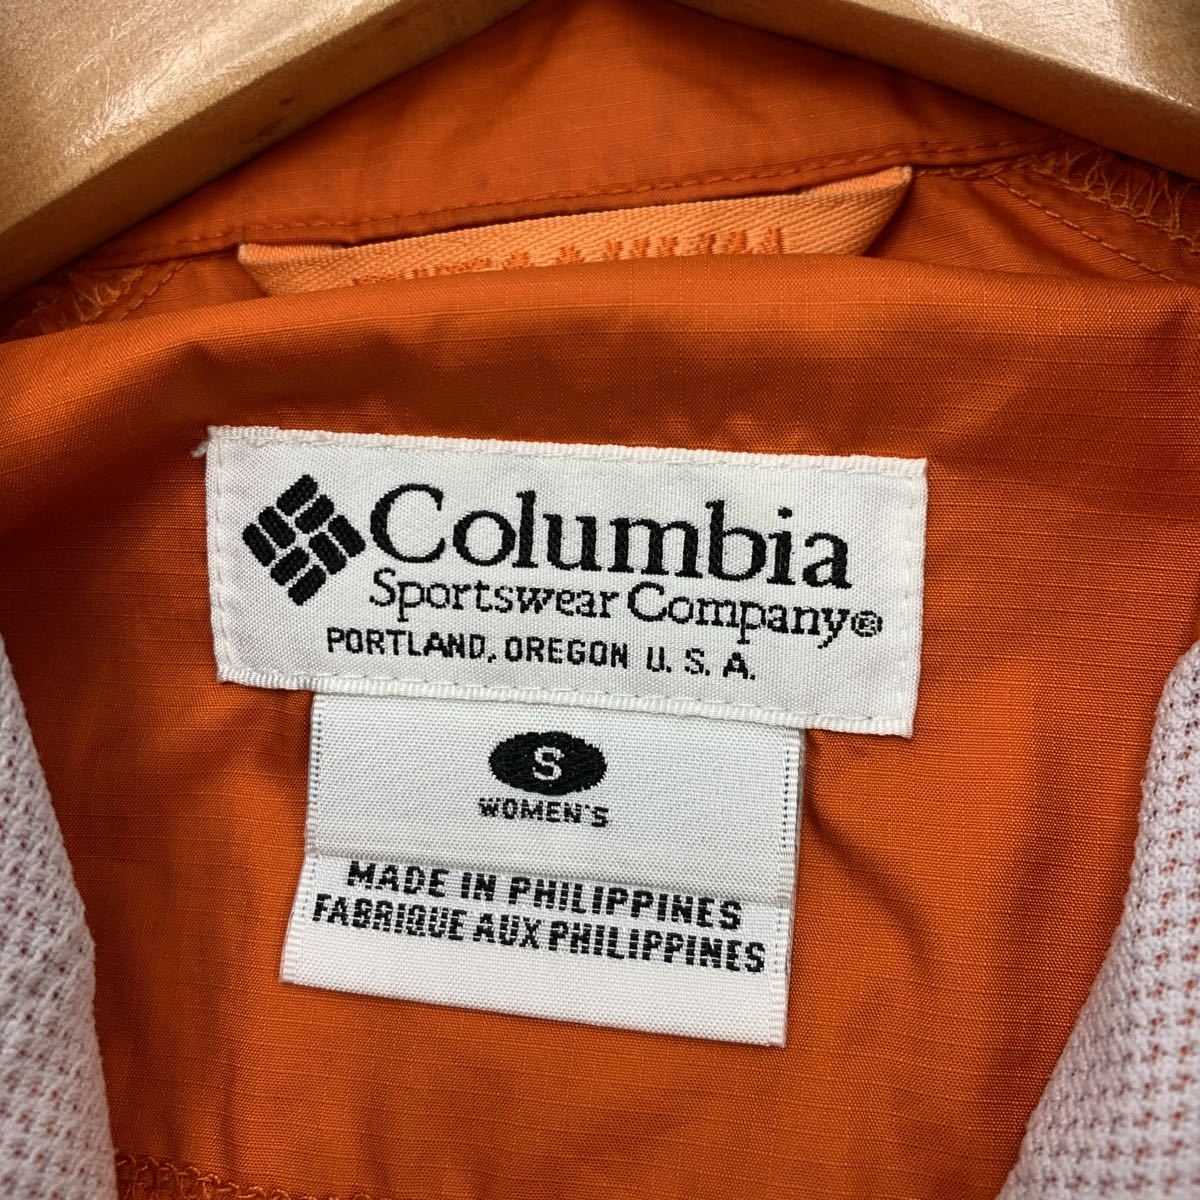 Columbia
Sportswear Company®
PORTLAND, OREGON U. S. A.
S
WOMEN'S
MADE IN PHILIPPINES
FABRIQUE AUX PHILIPPINES